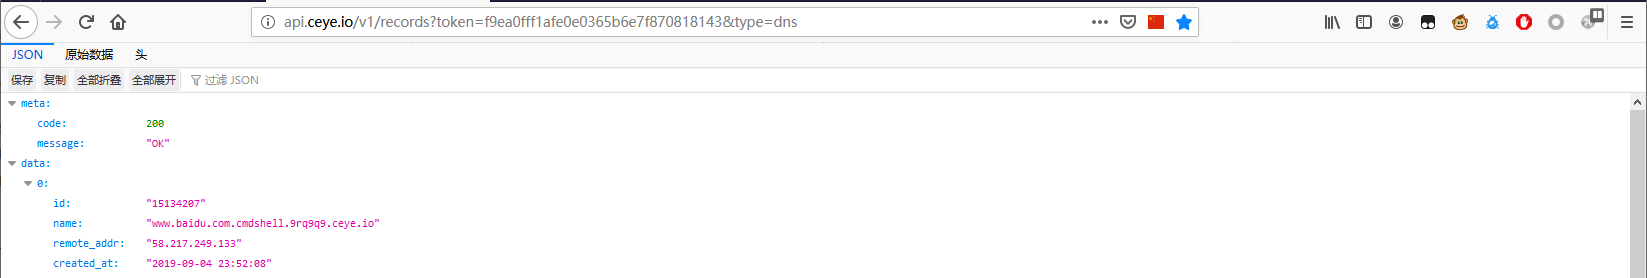 api.ceye.io/v1/records?token=f9ea0fff1afe0e0365b6e7f870818143&type=dns
JSON 原始数据 头
保存 复制 全部折叠 全部展开 过滤 JSON
meta:
code: 200
message: "OK"
data:
0:
id: "15134207"
name: "www.baidu.com.cmdshell.9rq9q9.ceye.io"
remote_addr: "58.217.249.133"
created_at: "2019-09-04 23:52:08"